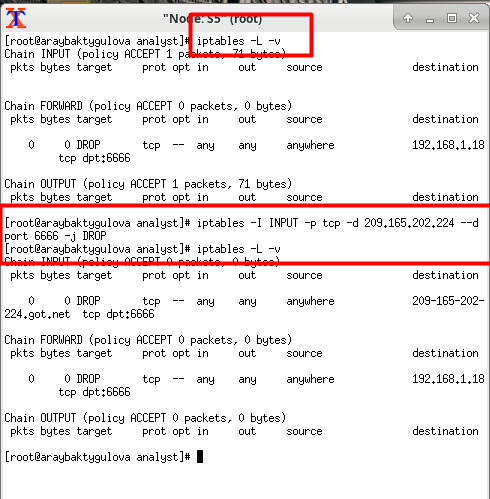 "Node: S5" (root)
[root@araybaktygulova analyst]# iptables -L -v
Chain INPUT (policy ACCEPT 1 packets, 71 bytes)
pkts bytes target prot opt in out source destination
Chain FORWARD (policy ACCEPT 0 packets, 0 bytes)
pkts bytes target prot opt in out source destination
0 0 DROP tcp -- any any anywhere 192.168.1.18
tcp dpt:6666
Chain OUTPUT (policy ACCEPT 1 packets, 71 bytes)
pkts bytes target prot opt in out source destination
[root@araybaktygulova analyst]# iptables -I INPUT -p tcp -d 209.165.202.224 --d
port 6666 -j DROP
[root@araybaktygulova analyst]# iptables -L -v
Chain INPUT (policy ACCEPT 0 packets, 0 bytes)
pkts bytes target prot opt in out source destination
0 0 DROP tcp -- any any anywhere 209-165-202-
224.got.net tcp dpt:6666
Chain FORWARD (policy ACCEPT 0 packets, 0 bytes)
pkts bytes target prot opt in out source destination
0 0 DROP tcp -- any any anywhere 192.168.1.18
tcp dpt:6666
Chain OUTPUT (policy ACCEPT 0 packets, 0 bytes)
pkts bytes target prot opt in out source destination
[root@araybaktygulova analyst]#